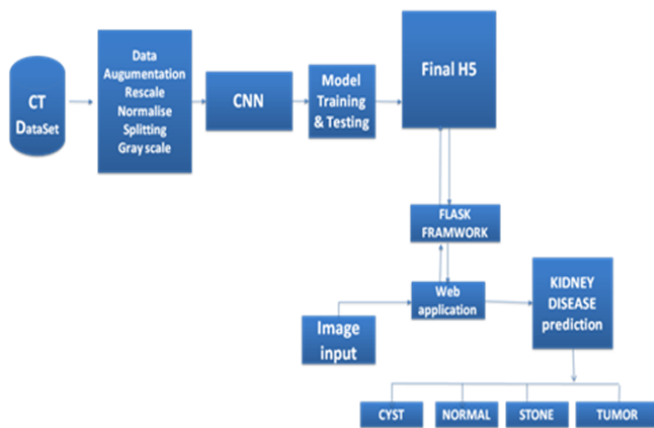 CT
DataSet
Data
Augumentation
Rescale
Normalise
Splitting
Gray scale
CNN
Model
Training
& Testing
Final H5
FLASK
FRAMWORK
Web
application
Image
input
KIDNEY
DISEASE
prediction
CYST
NORMAL
STONE
TUMOR